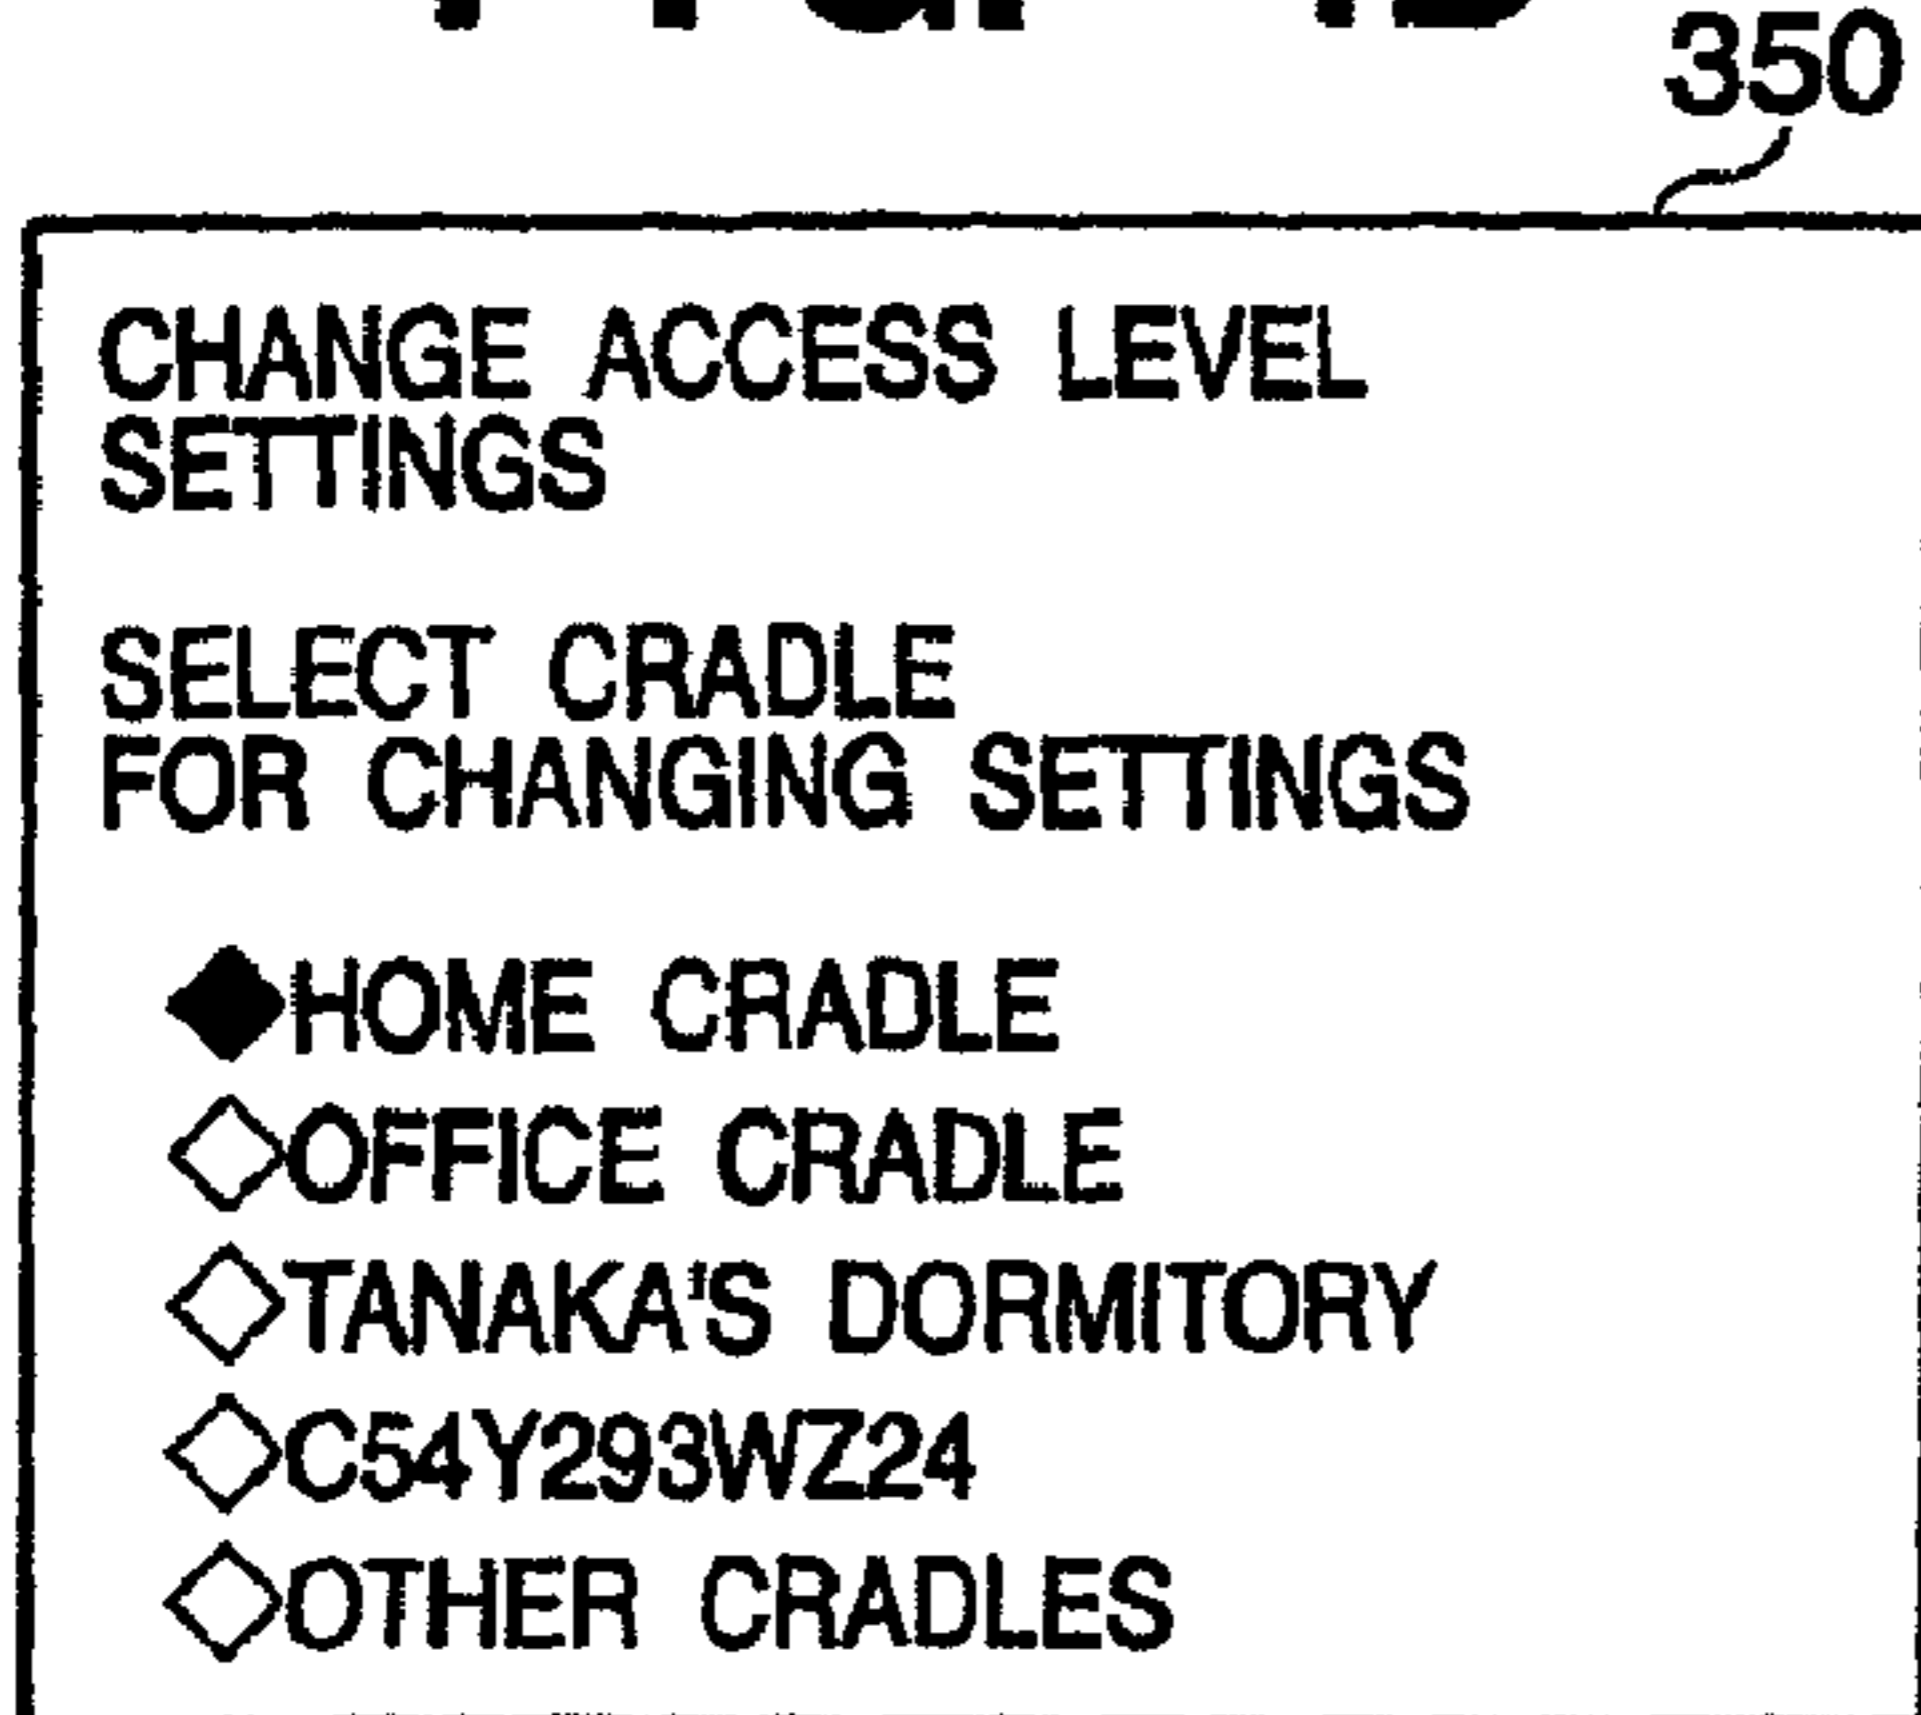 350
CHANGE ACCESS LEVEL
SETTINGS
SELECT CRADLE
FOR CHANGING SETTINGS
◆HOME CRADLE
◇OFFICE CRADLE
◇TANAKA'S DORMITORY
◇C54Y293WZ24
◇OTHER CRADLES